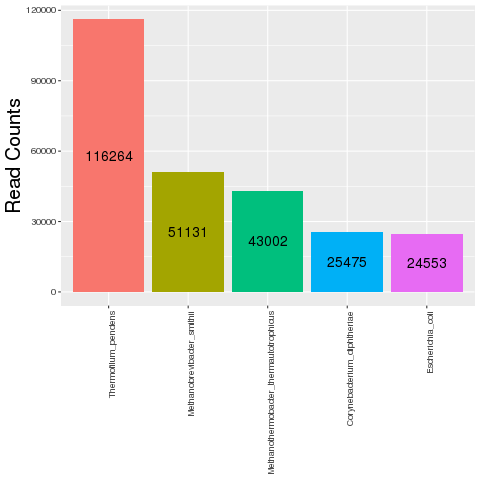 Read Counts
120000
90000
60000
30000
0
116264
51131
43002
25475
24553
Thermofilum_pendens
Methanobrevibacter_smithii
Methanothermobacter_thermautotrophicus
Corynebacterium_diphtheriae
Escherichia_coli